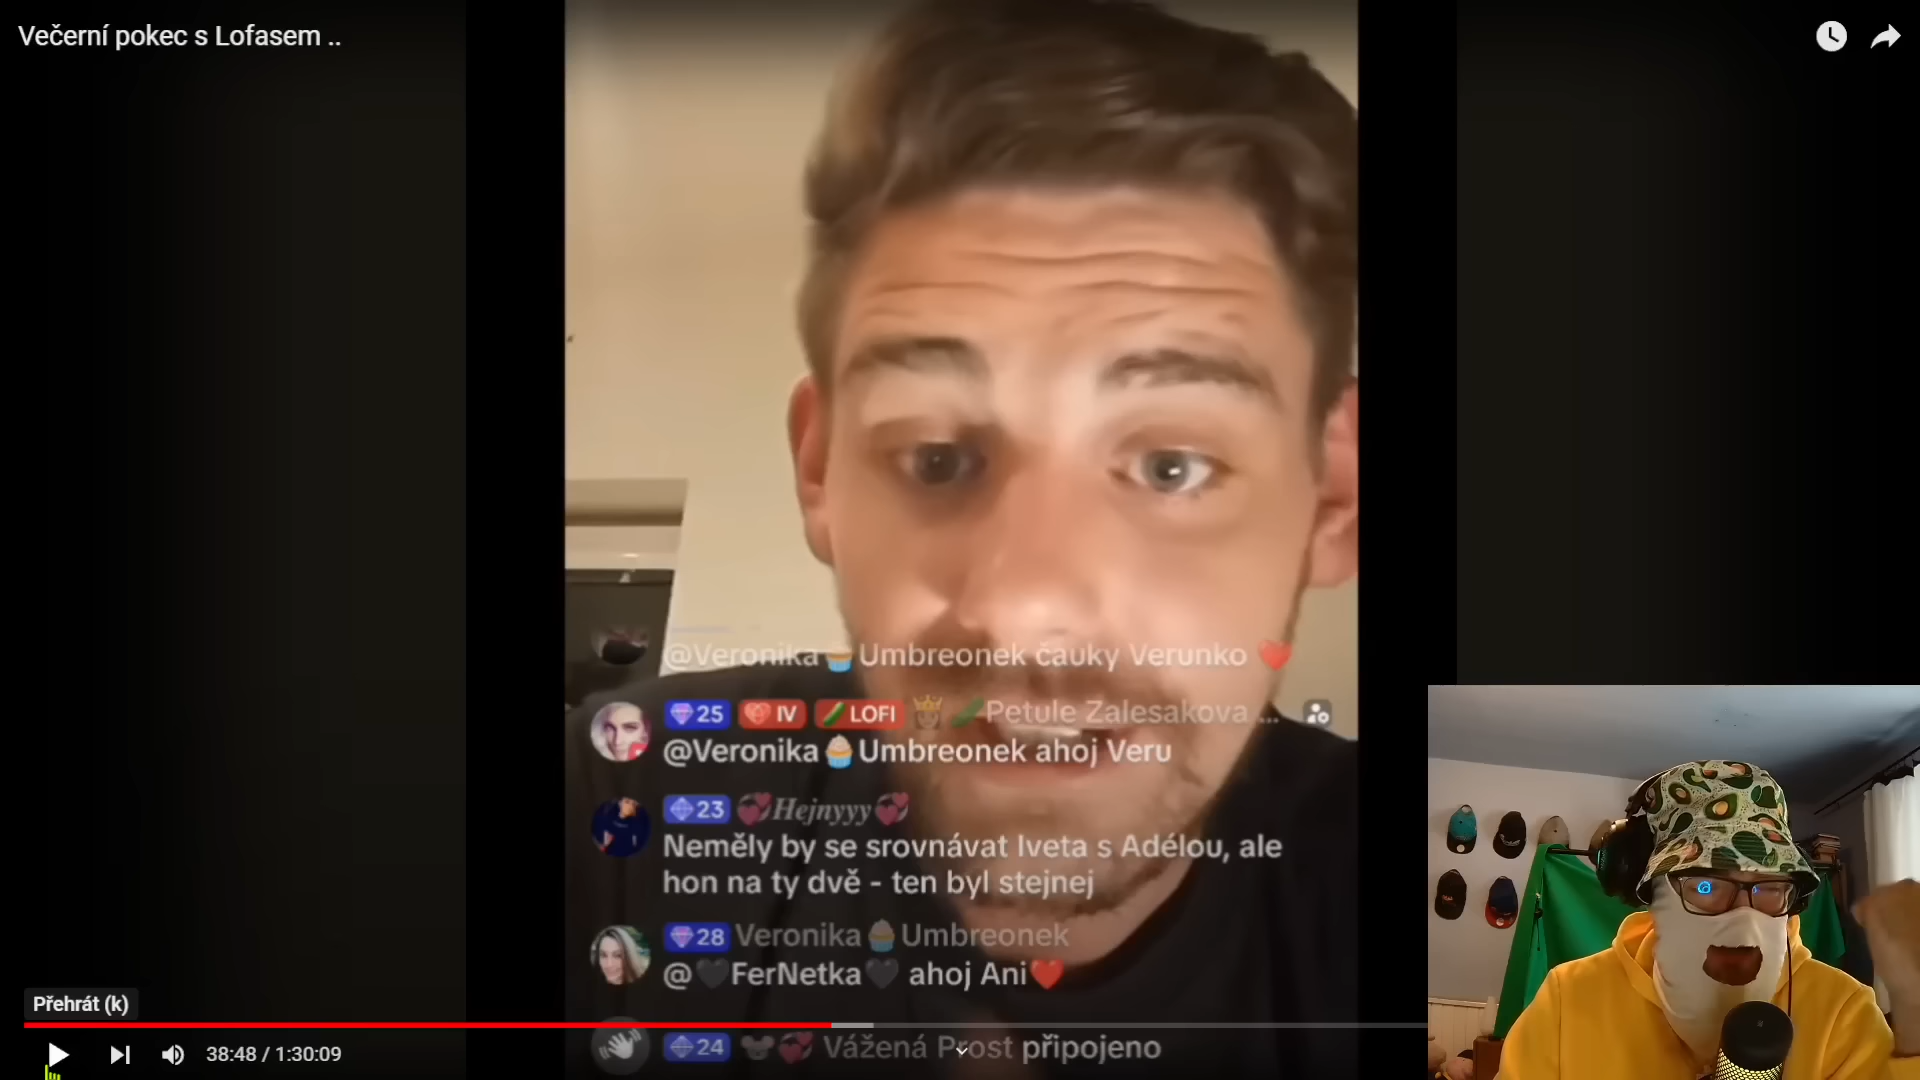 Večerní pokec s Lofasem ..
@Veronika🧁Umbreonek čauky Verunko ❤️
25 IV LOFI 👸🥒Petule Zalesakova ...
@Veronika🧁Umbreonek ahoj Veru
23 💞Hejnyyy💞
Neměly by se srovnávat Iveta s Adélou, ale
hon na ty dvě - ten byl stejnej
28 Veronika🧁Umbreonek
@🖤FerNetka🖤 ahoj Ani❤️
24 🐭💞 Vážená Prost připojeno
Přehrát (k)
38:48 / 1:30:09